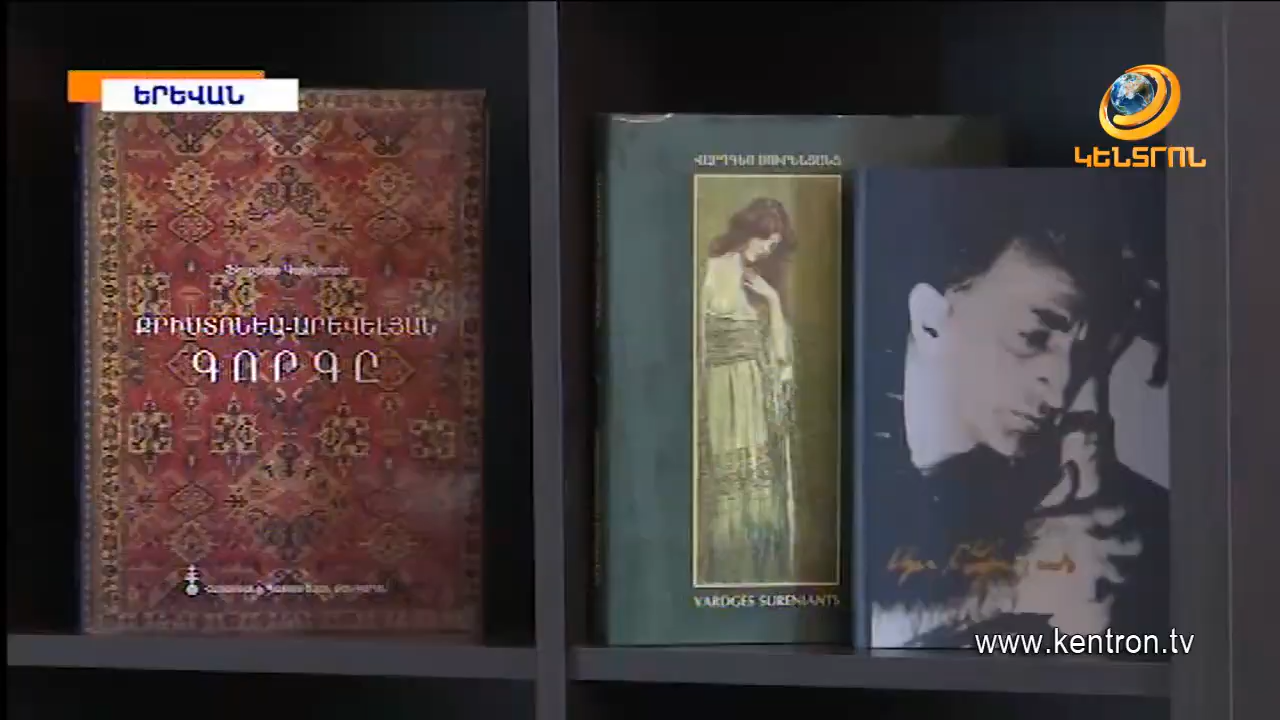 ԵՐԵՎԱՆ
ԿԵՆՏՐՈՆ
ՔՐԻՍՏՈՆԵԱ-ԱՐԵՎԵԼՅԱՆ
ԳՈՐԳԸ
ՎԱՐԴԳԵՍ ՍՈՒՐԵՆՅԱՆՑ
VARDGES SURENIANTS
www.kentron.tv